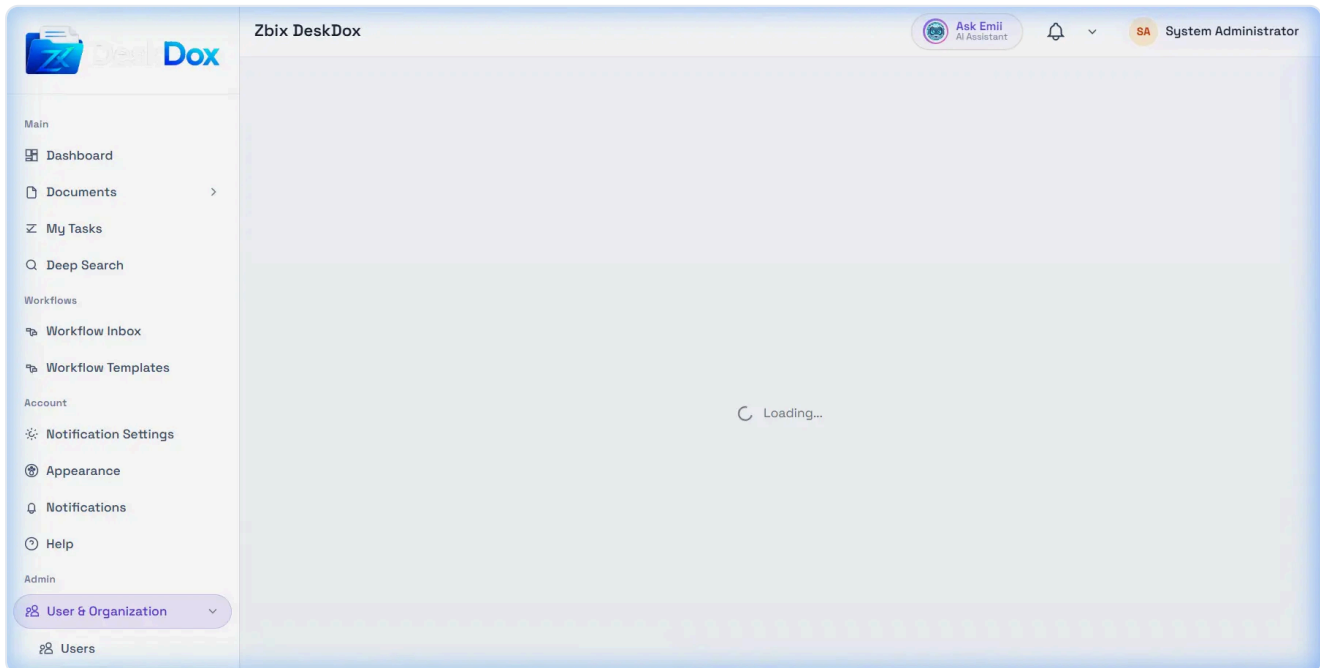 DeskDox
Zbix DeskDox
Ask Emii
AI Assistant
SA
System Administrator
Main
Dashboard
Documents
My Tasks
Deep Search
Workflows
Workflow Inbox
Workflow Templates
Account
Notification Settings
Appearance
Notifications
Help
Admin
User & Organization
Users
Loading...